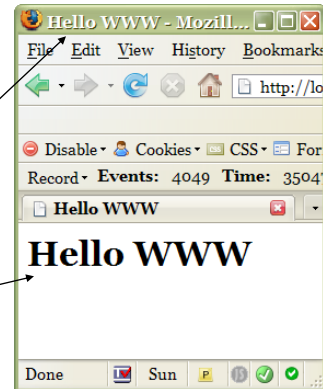 Hello WWW - Mozill...
File Edit View History Bookmarks
http://lo
Disable Cookies CSS For
Record Events: 4049 Time: 35047
Hello WWW
Hello WWW
Done Sun P